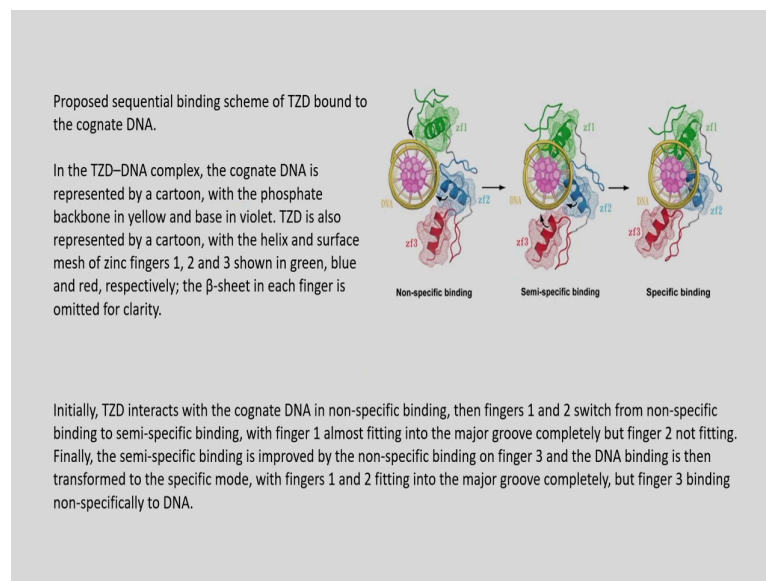 Proposed sequential binding scheme of TZD bound to
the cognate DNA.
In the TZD–DNA complex, the cognate DNA is
represented by a cartoon, with the phosphate
backbone in yellow and base in violet. TZD is also
represented by a cartoon, with the helix and surface
mesh of zinc fingers 1, 2 and 3 shown in green, blue
and red, respectively; the β-sheet in each finger is
omitted for clarity.
zf1
DNA
zf2
zf3
Non-specific binding
zf1
DNA
zf2
zf3
Semi-specific binding
zf1
DNA
zf2
zf3
Specific binding
Initially, TZD interacts with the cognate DNA in non-specific binding, then fingers 1 and 2 switch from non-specific
binding to semi-specific binding, with finger 1 almost fitting into the major groove completely but finger 2 not fitting.
Finally, the semi-specific binding is improved by the non-specific binding on finger 3 and the DNA binding is then
transformed to the specific mode, with fingers 1 and 2 fitting into the major groove completely, but finger 3 binding
non-specifically to DNA.